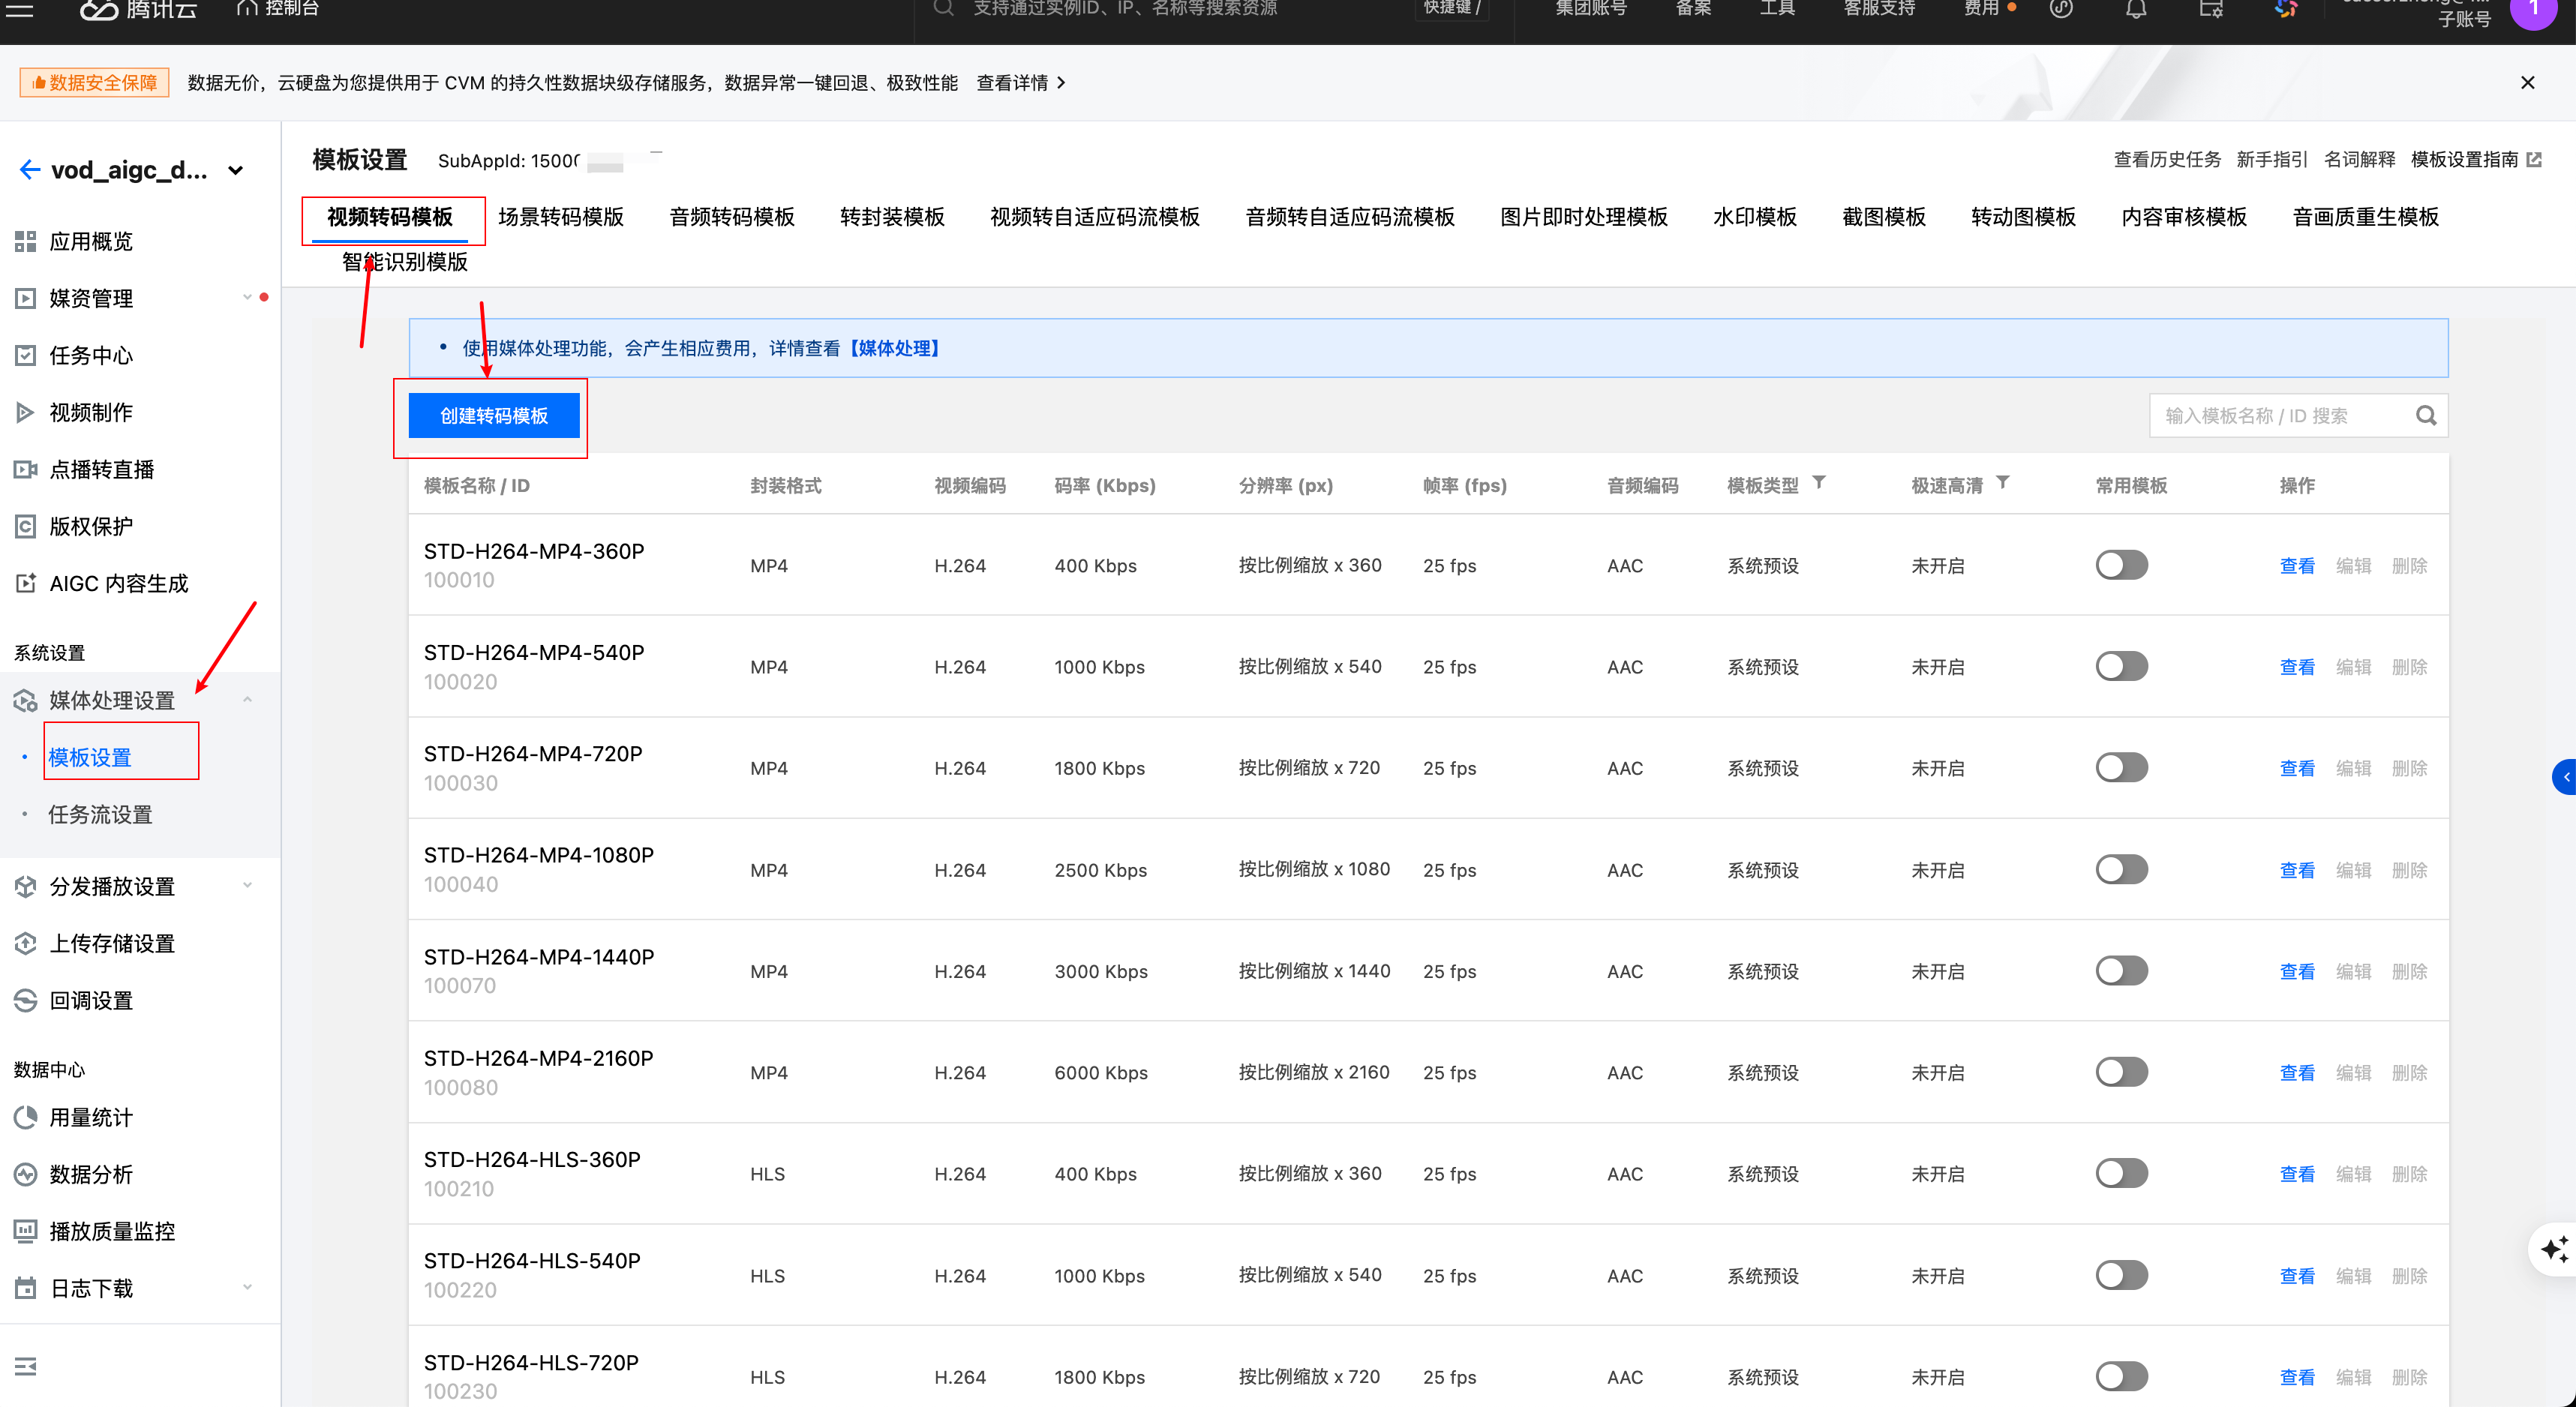 腾讯云
控制台
支持通过实例ID、IP、名称等搜索资源
快捷键 /
集团账号
备案
工具
客服支持
费用
子账号
1
数据安全保障
数据无价，云硬盘为您提供用于 CVM 的持久性数据块级存储服务，数据异常一键回退、极致性能 查看详情
vod_aigc_d...
应用概览
媒资管理
任务中心
视频制作
点播转直播
版权保护
AIGC 内容生成
系统设置
媒体处理设置
模板设置
任务流设置
分发播放设置
上传存储设置
回调设置
数据中心
用量统计
数据分析
播放质量监控
日志下载
模板设置 SubAppId: 1500
查看历史任务 新手指引 名词解释 模板设置指南
视频转码模板 场景转码模版 音频转码模板 转封装模板 视频转自适应码流模板 音频转自适应码流模板 图片即时处理模板 水印模板 截图模板 转动图模板 内容审核模板 音画质重生模板
智能识别模版
使用媒体处理功能，会产生相应费用，详情查看【媒体处理】
创建转码模板
输入模板名称 / ID 搜索
模板名称 / ID 封装格式 视频编码 码率 (Kbps) 分辨率 (px) 帧率 (fps) 音频编码 模板类型 极速高清 常用模板 操作
STD-H264-MP4-360P
100010
MP4 H.264 400 Kbps 按比例缩放 x 360 25 fps AAC 系统预设 未开启 查看 编辑 删除
STD-H264-MP4-540P
100020
MP4 H.264 1000 Kbps 按比例缩放 x 540 25 fps AAC 系统预设 未开启 查看 编辑 删除
STD-H264-MP4-720P
100030
MP4 H.264 1800 Kbps 按比例缩放 x 720 25 fps AAC 系统预设 未开启 查看 编辑 删除
STD-H264-MP4-1080P
100040
MP4 H.264 2500 Kbps 按比例缩放 x 1080 25 fps AAC 系统预设 未开启 查看 编辑 删除
STD-H264-MP4-1440P
100070
MP4 H.264 3000 Kbps 按比例缩放 x 1440 25 fps AAC 系统预设 未开启 查看 编辑 删除
STD-H264-MP4-2160P
100080
MP4 H.264 6000 Kbps 按比例缩放 x 2160 25 fps AAC 系统预设 未开启 查看 编辑 删除
STD-H264-HLS-360P
100210
HLS H.264 400 Kbps 按比例缩放 x 360 25 fps AAC 系统预设 未开启 查看 编辑 删除
STD-H264-HLS-540P
100220
HLS H.264 1000 Kbps 按比例缩放 x 540 25 fps AAC 系统预设 未开启 查看 编辑 删除
STD-H264-HLS-720P
100230
HLS H.264 1800 Kbps 按比例缩放 x 720 25 fps AAC 系统预设 未开启 查看 编辑 删除